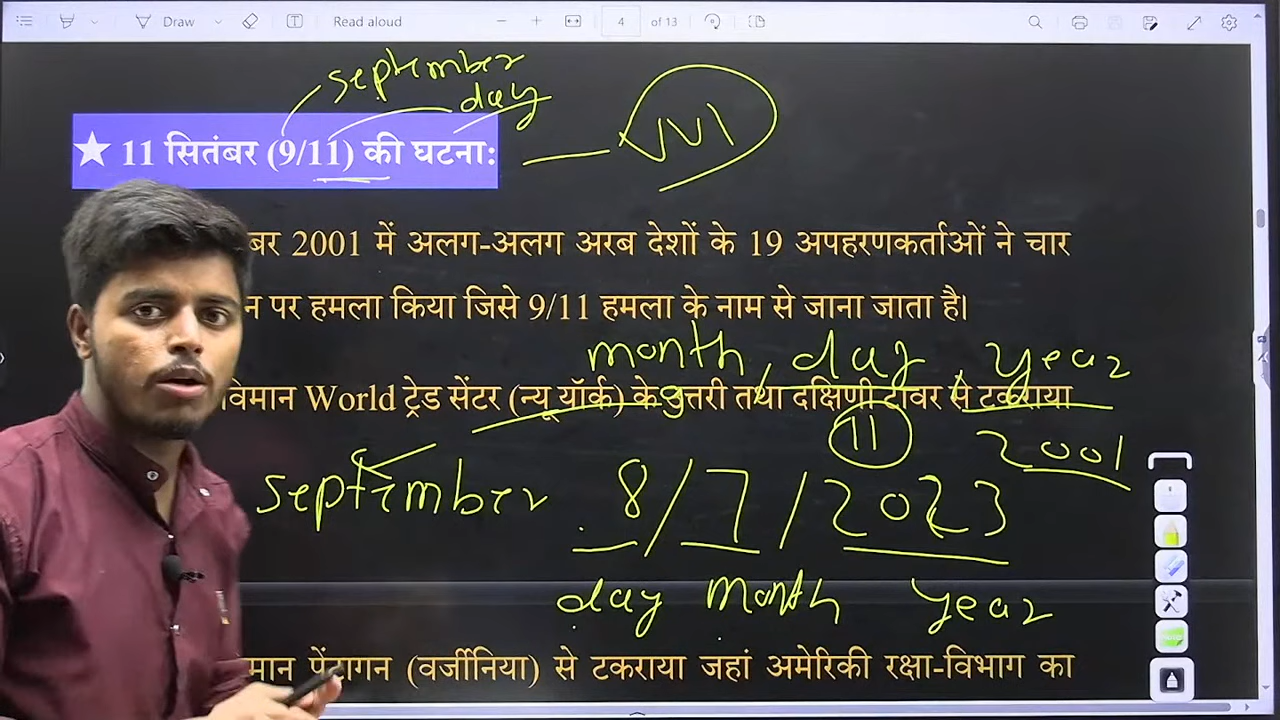 Draw
Read aloud
4 of 13
September
day
★ 11 सितंबर (9/11) की घटना:
बर 2001 में अलग-अलग अरब देशों के 19 अपहरणकर्ताओं ने चार
न पर हमला किया जिसे 9/11 हमला के नाम से जाना जाता है।
month, day, year
विमान World ट्रेड सेंटर (न्यू यॉर्क) के उत्तरी तथा दक्षिणी टावर से टकराया
9 11 2001
September 8/7/2023
day month year
मान पेंटागन (वर्जीनिया) से टकराया जहां अमेरिकी रक्षा-विभाग का